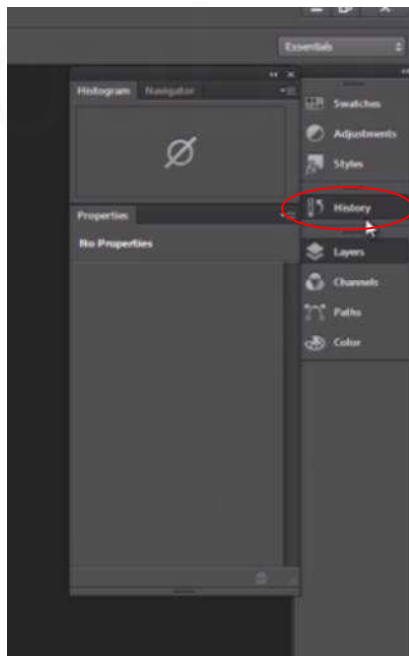 Essentials
Histogram Navigator
Swatches
Adjustments
Styles
Properties
History
No Properties
Layers
Channels
Paths
Color